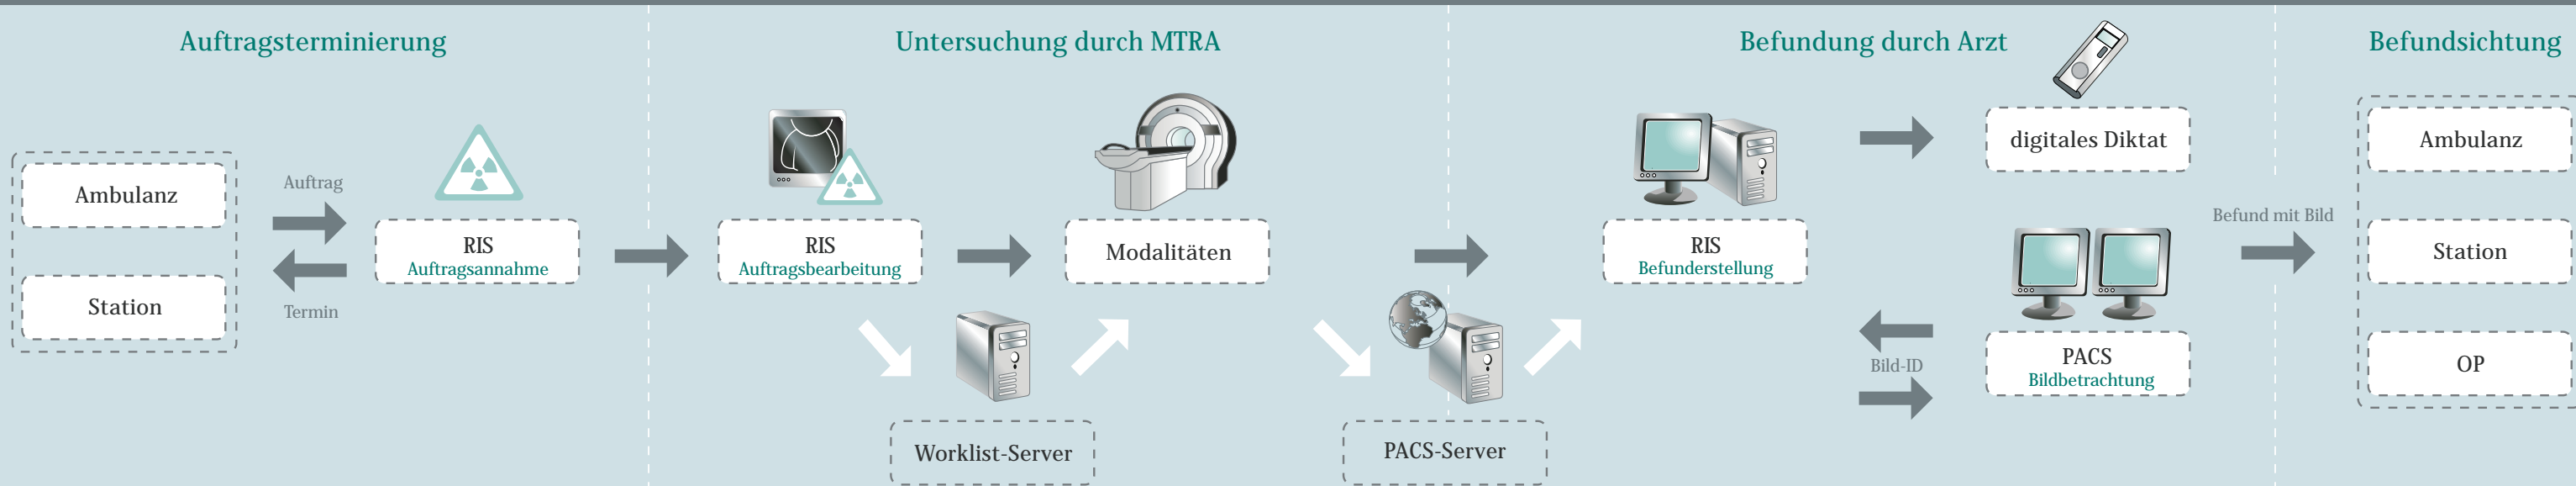 Auftragsterminierung
Ambulanz
Station
Auftrag
Termin
RIS
Auftragsannahme
Untersuchung durch MTRA
RIS
Auftragsbearbeitung
Modalitäten
Worklist-Server
PACS-Server
Befundung durch Arzt
RIS
Befunderstellung
digitales Diktat
Bild-ID
PACS
Bildbetrachtung
Befund mit Bild
Befundsichtung
Ambulanz
Station
OP